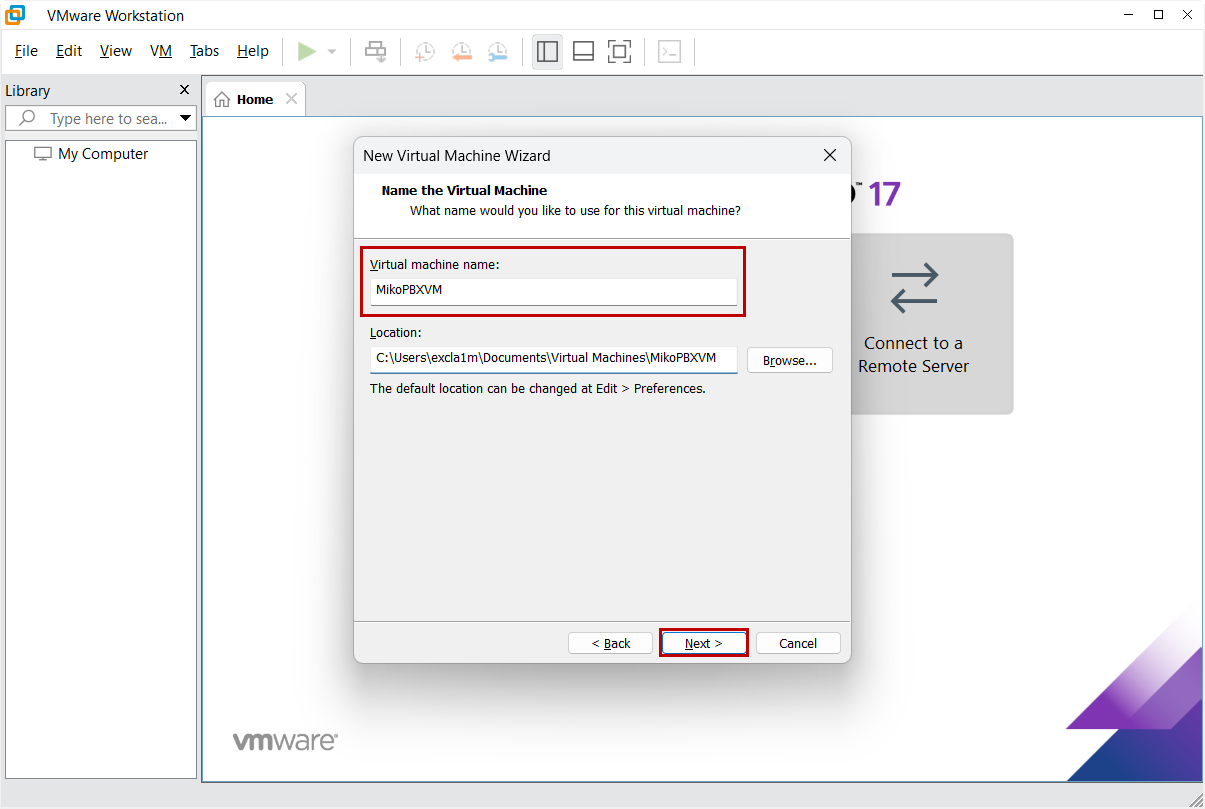 VMware Workstation
File Edit View VM Tabs Help
Library
Type here to sea...
My Computer
Home
™ 17
New Virtual Machine Wizard
Name the Virtual Machine
What name would you like to use for this virtual machine?
Virtual machine name:
MikoPBXVM
Location:
C:\Users\excla1m\Documents\Virtual Machines\MikoPBXVM
Browse...
The default location can be changed at Edit > Preferences.
Connect to a
Remote Server
< Back
Next >
Cancel
vmware®